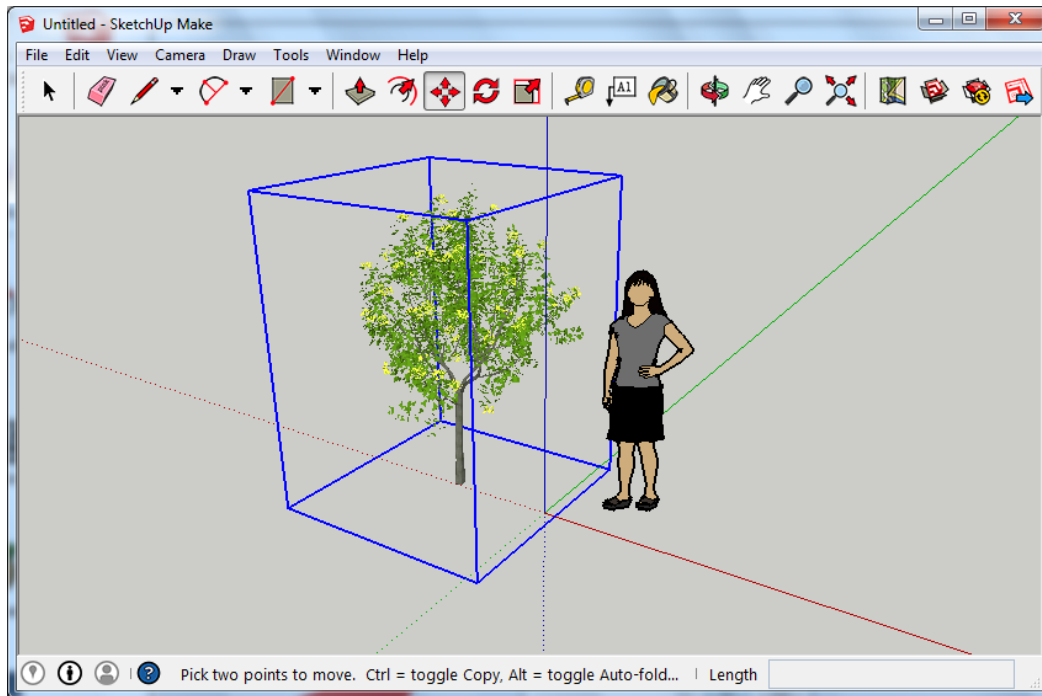 Untitled - SketchUp Make
File Edit View Camera Draw Tools Window Help
A1
Pick two points to move. Ctrl = toggle Copy, Alt = toggle Auto-fold... Length